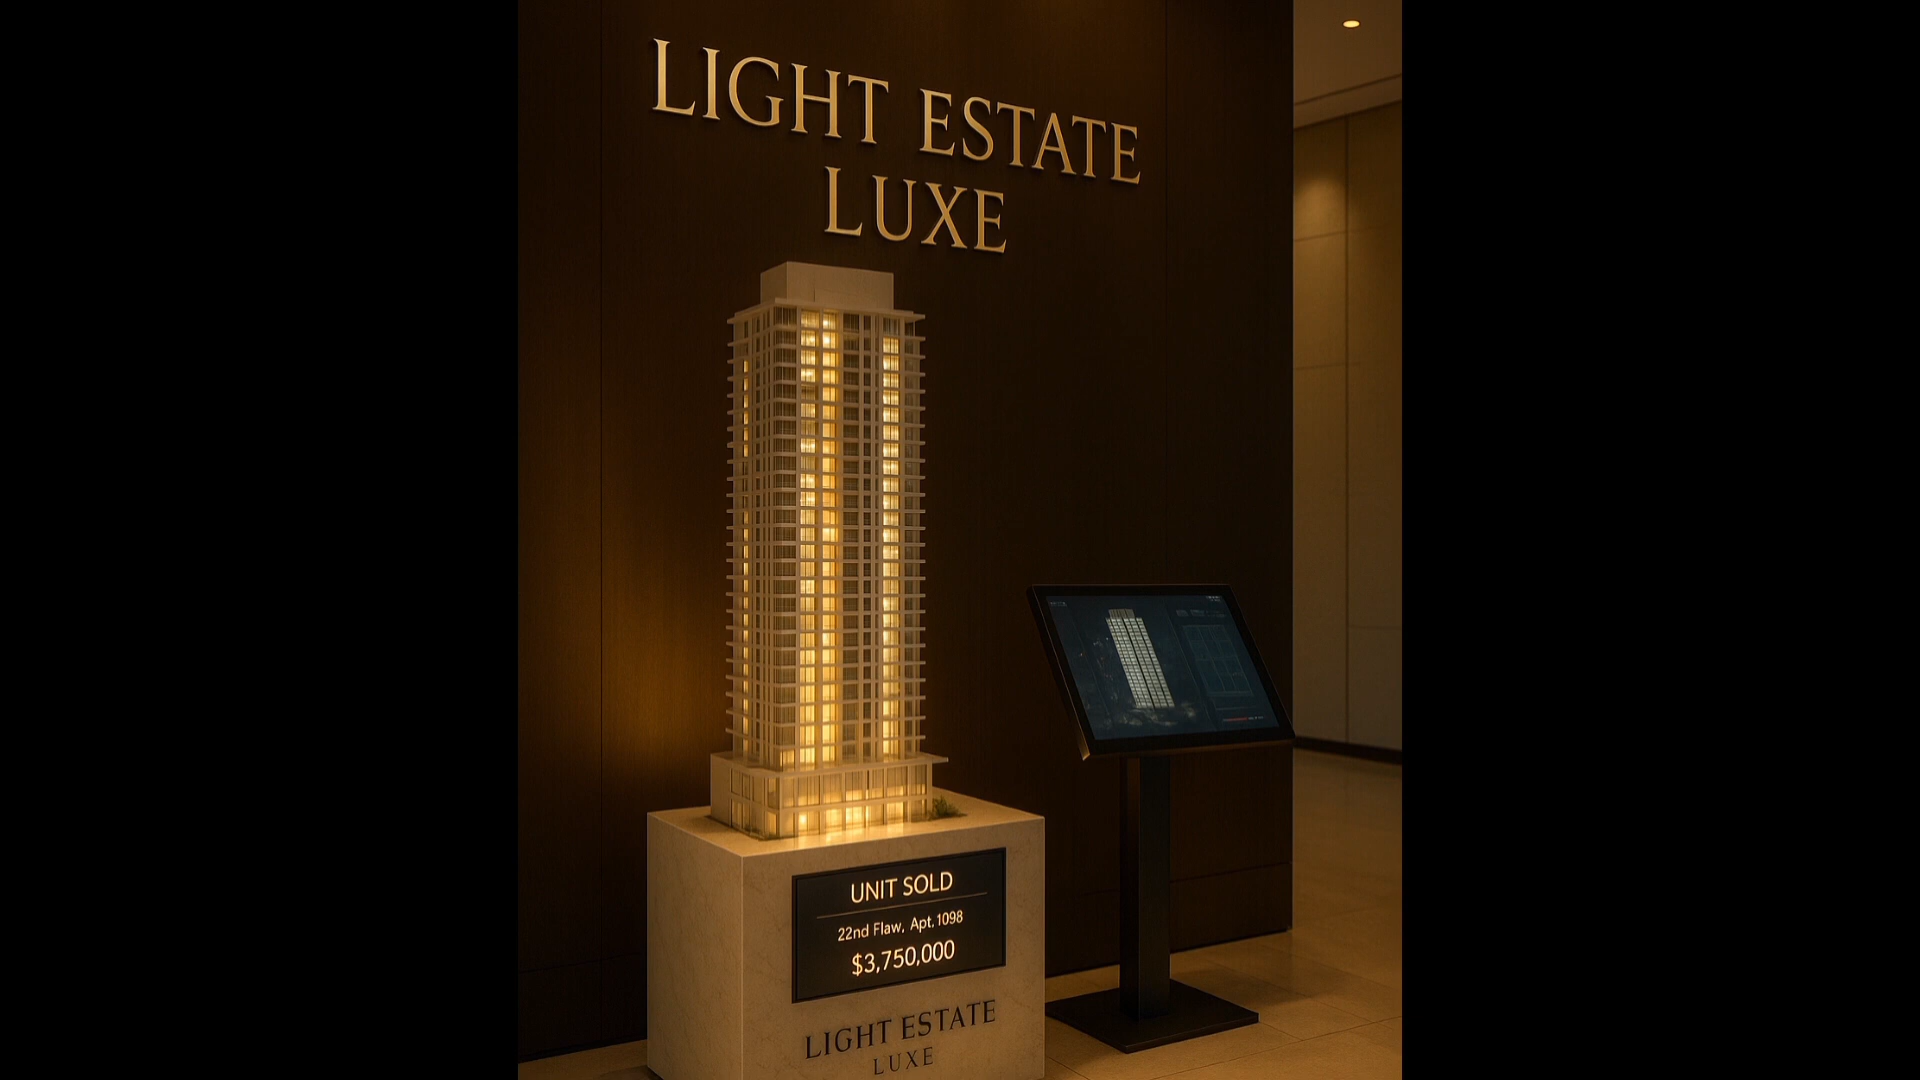 LIGHT ESTATE
LUXE
UNIT SOLD
22nd Flaw. Apt. 1098
$3,750,000
LIGHT ESTATE
LUXE